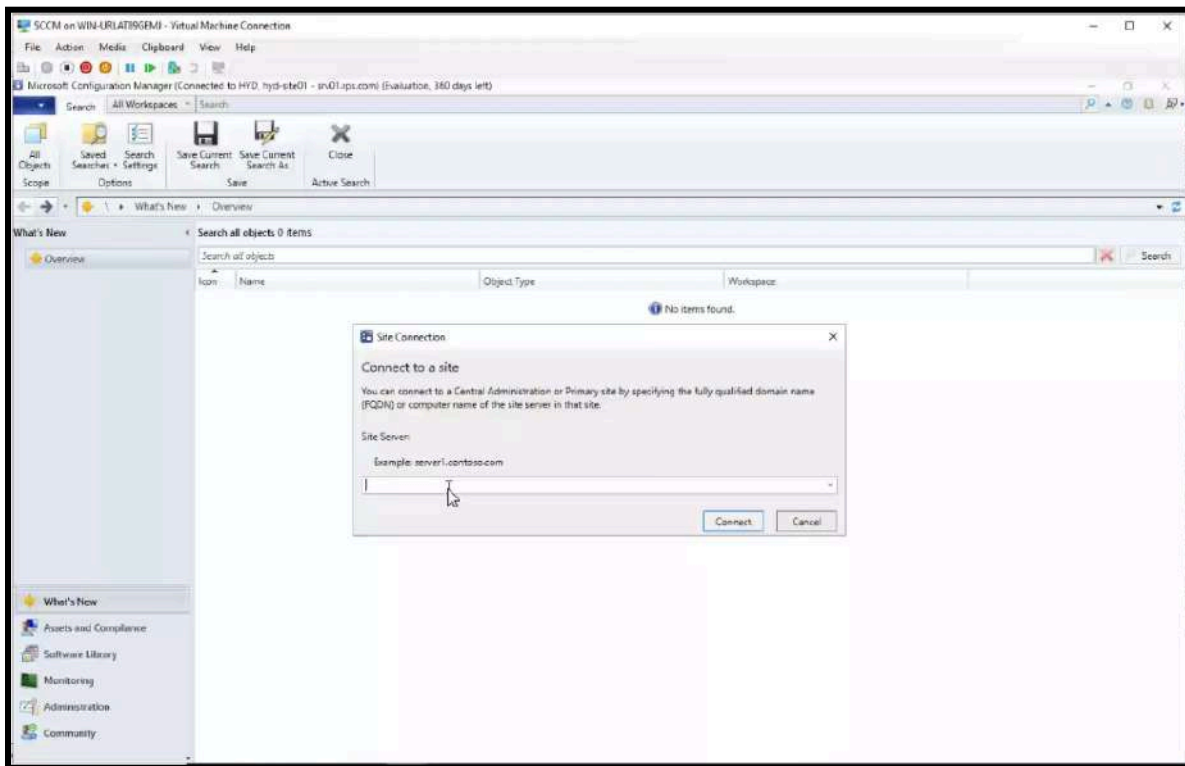 SCCM on WIN-URLATI9GEMJ - Virtual Machine Connection
File Action Media Clipboard View Help
Microsoft Configuration Manager (Connected to HYD, hyd-site01 - sn01.rps.com) (Evaluation, 360 days left)
Search All Workspaces Search
All Objects
Saved Searches
Search Settings
Save Current Search
Save Current Search As
Close
Scope Options Save Active Search
\ What's New Overview
What's New
Search all objects 0 items
Overview
Search all objects
Search
Icon Name Object Type Workspace
No items found.
Site Connection
Connect to a site
You can connect to a Central Administration or Primary site by specifying the fully qualified domain name
(FQDN) or computer name of the site server in that site.
Site Server:
Example: server1.contoso.com
Connect Cancel
What's New
Assets and Compliance
Software Library
Monitoring
Administration
Community